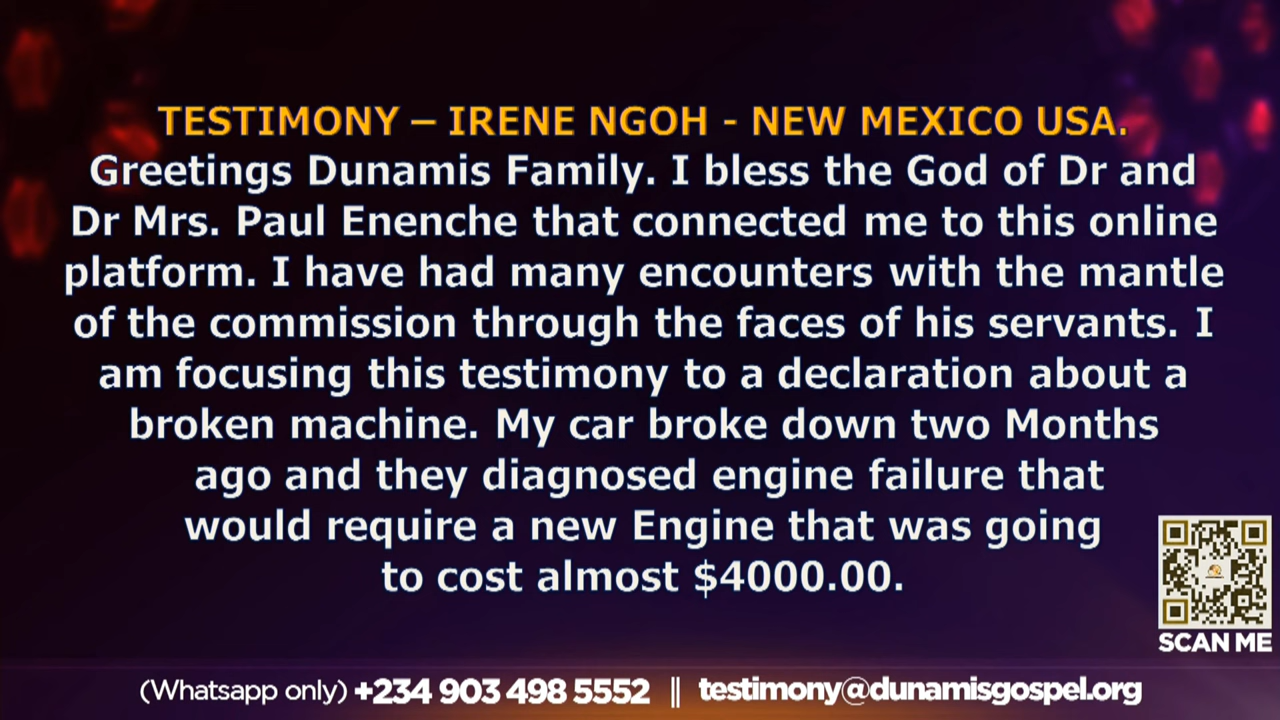 TESTIMONY – IRENE NGOH - NEW MEXICO USA.
Greetings Dunamis Family. I bless the God of Dr and
Dr Mrs. Paul Enenche that connected me to this online
platform. I have had many encounters with the mantle
of the commission through the faces of his servants. I
am focusing this testimony to a declaration about a
broken machine. My car broke down two Months
ago and they diagnosed engine failure that
would require a new Engine that was going
to cost almost $4000.00.
SCAN ME
(Whatsapp only) +234 903 498 5552 || testimony@dunamisgospel.org